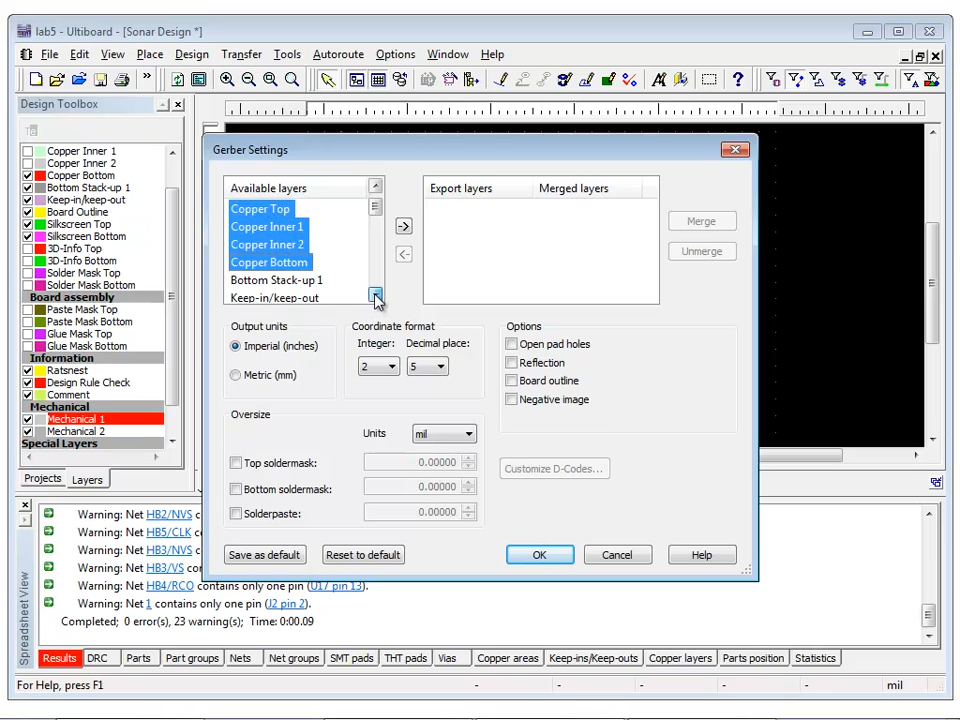 lab5 - Ultiboard - [Sonar Design *]
File Edit View Place Design Transfer Tools Autoroute Options Window Help
Design Toolbox
Copper Inner 1
Copper Inner 2
Copper Bottom
Bottom Stack-up 1
Keep-in/keep-out
Board Outline
Silkscreen Top
Silkscreen Bottom
3D-Info Top
3D-Info Bottom
Solder Mask Top
Solder Mask Bottom
Board assembly
Paste Mask Top
Paste Mask Bottom
Glue Mask Top
Glue Mask Bottom
Information
Ratsnest
Design Rule Check
Comment
Mechanical
Mechanical 1
Mechanical 2
Special Layers
Projects Layers
Gerber Settings
Available layers
Copper Top
Copper Inner 1
Copper Inner 2
Copper Bottom
Bottom Stack-up 1
Keep-in/keep-out
->
<-
Export layers Merged layers
Merge
Unmerge
Output units
Imperial (inches)
Metric (mm)
Coordinate format
Integer: Decimal place:
2 5
Options
Open pad holes
Reflection
Board outline
Negative image
Oversize
Units mil
Top soldermask: 0.00000
Bottom soldermask: 0.00000
Solderpaste: 0.00000
Customize D-Codes...
Save as default Reset to default OK Cancel Help
Spreadsheet View
Warning: Net HB2/NVS
Warning: Net HB5/CLK
Warning: Net HB3/NVS
Warning: Net HB3/VS
Warning: Net HB4/RCO contains only one pin (U17 pin 13).
Warning: Net 1 contains only one pin (J2 pin 2).
Completed; 0 error(s), 23 warning(s); Time: 0:00.09
Results DRC Parts Part groups Nets Net groups SMT pads THT pads Vias Copper areas Keep-ins/Keep-outs Copper layers Parts position Statistics
For Help, press F1 - - - - - mil